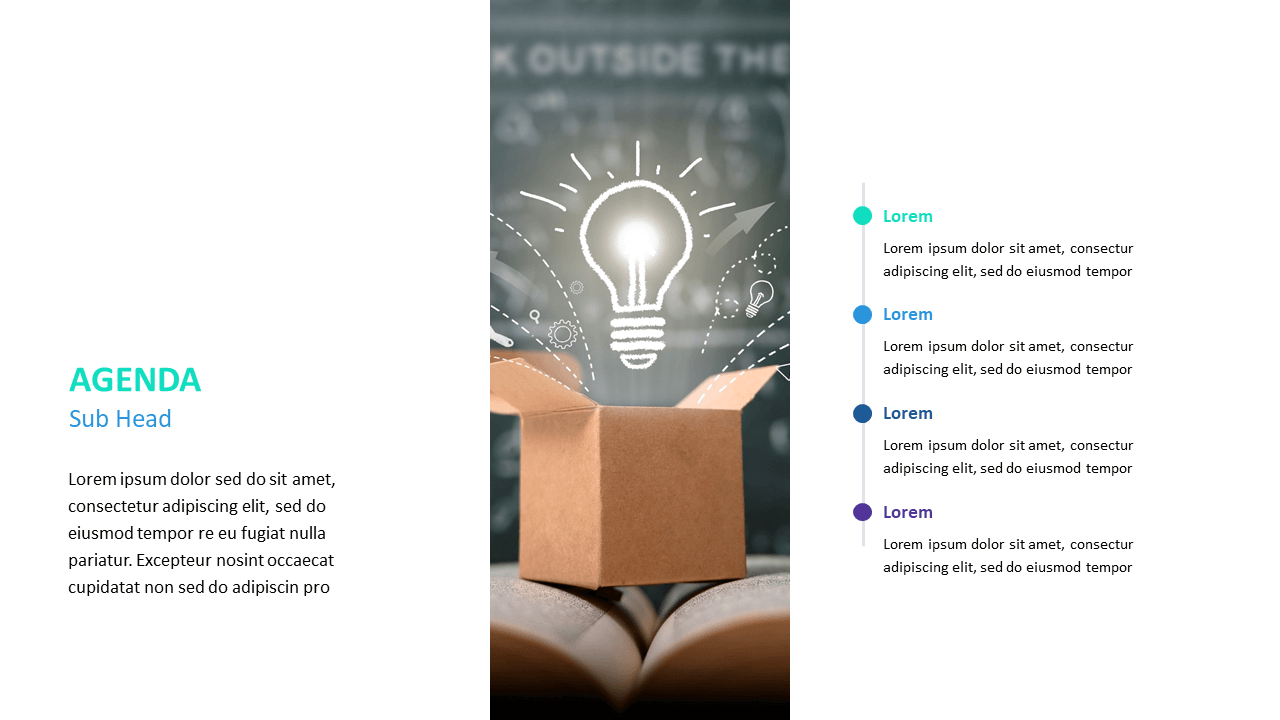 K OUTSIDE THE
AGENDA
Sub Head
Lorem ipsum dolor sed do sit amet,
consectetur adipiscing elit, sed do
eiusmod tempor re eu fugiat nulla
pariatur. Excepteur nosint occaecat
cupidatat non sed do adipiscin pro
Lorem
Lorem ipsum dolor sit amet, consectur
adipiscing elit, sed do eiusmod tempor
Lorem
Lorem ipsum dolor sit amet, consectur
adipiscing elit, sed do eiusmod tempor
Lorem
Lorem ipsum dolor sit amet, consectur
adipiscing elit, sed do eiusmod tempor
Lorem
Lorem ipsum dolor sit amet, consectur
adipiscing elit, sed do eiusmod tempor